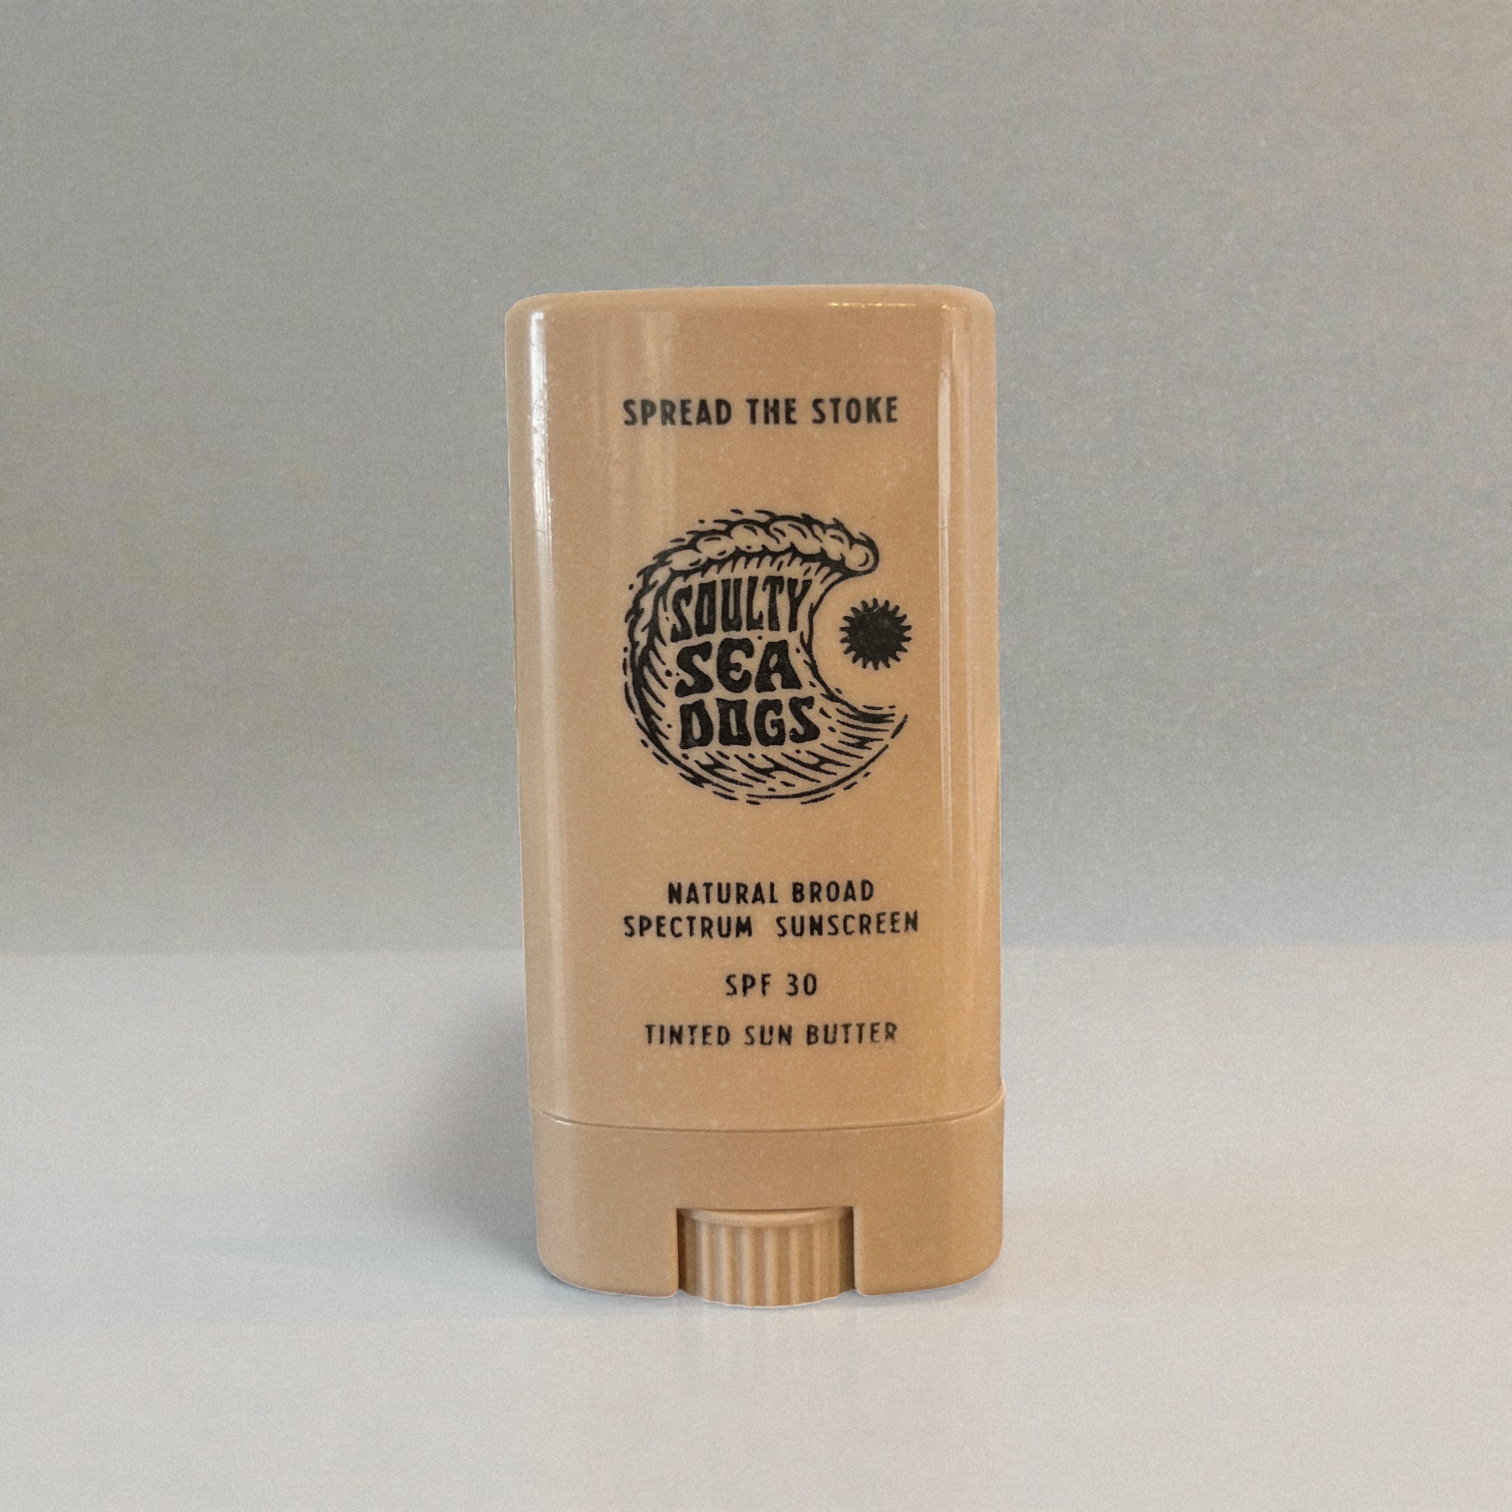 SPREAD THE STOKE
SOULTY
SEA
DOGS
NATURAL BROAD
SPECTRUM SUNSCREEN
SPF 30
TINTED SUN BUTTER